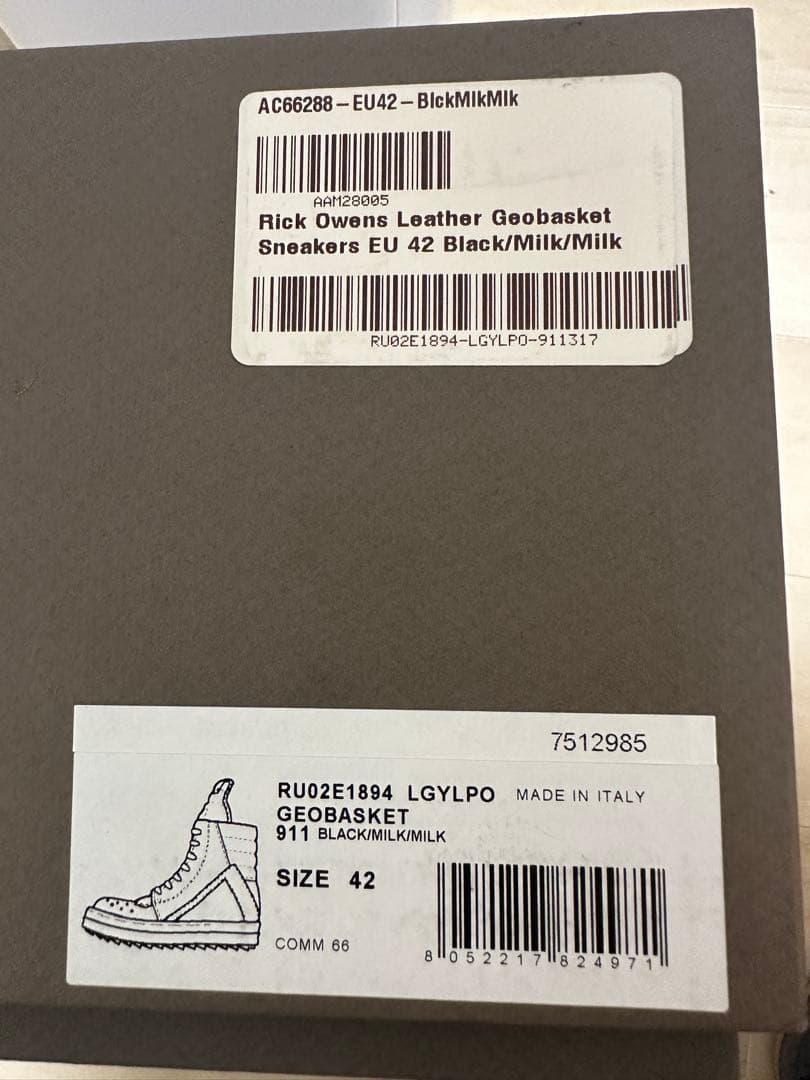 AC66288-EU42-BlckMlkMlk
AAM28005
Rick Owens Leather Geobasket
Sneakers EU 42 Black/Milk/Milk
RU02E1894-LGYLPO-911317
7512985
RU02E1894 LGYLPO MADE IN ITALY
GEOBASKET
911 BLACK/MILK/MILK
SIZE 42
COMM 66
8 052217 824971